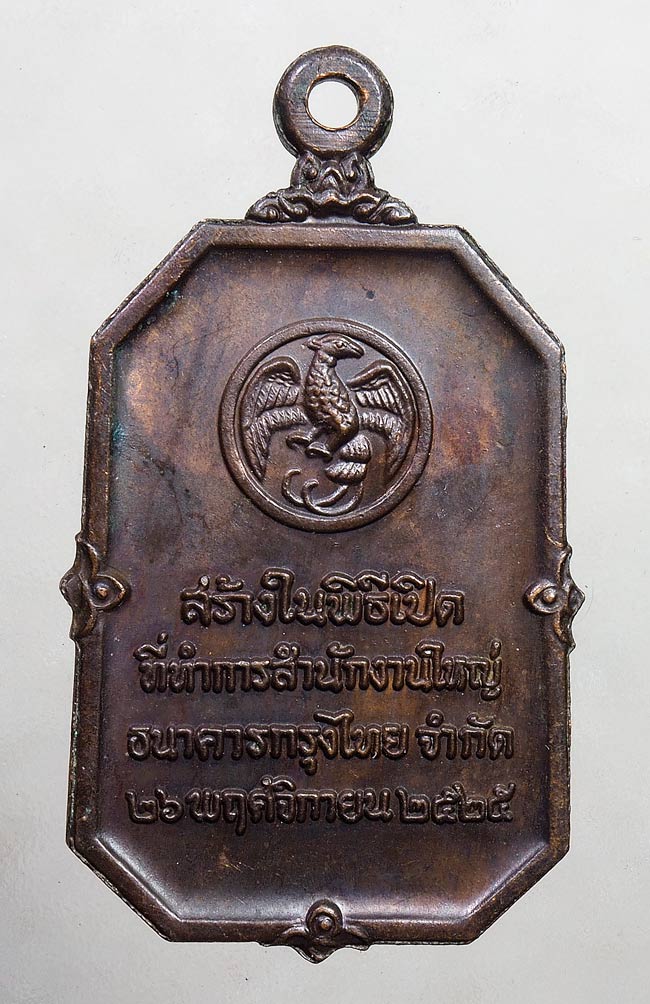 สร้างในพิธีเปิด
ที่ทำการสำนักงานใหญ่
ธนาคารกรุงไทย จำกัด
๒๖ พฤศจิกายน ๒๕๒๕